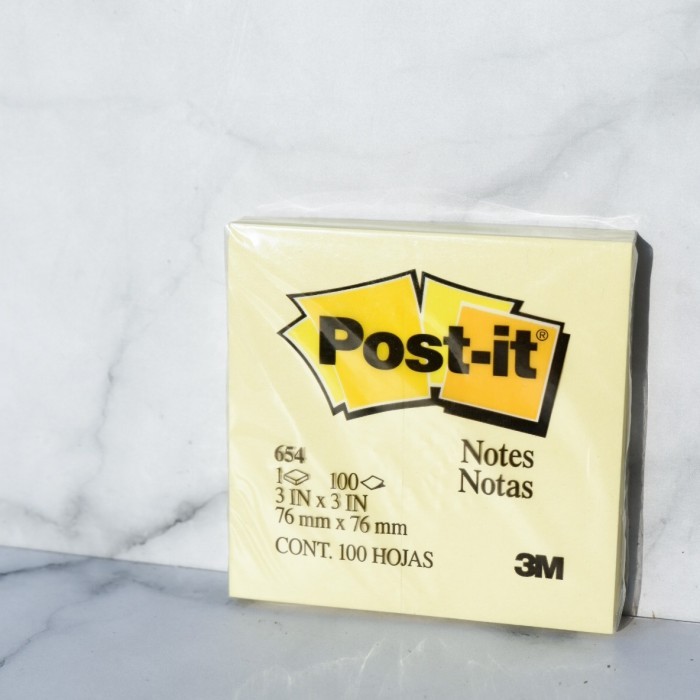 Post-it®
Notes
Notas
654
1 100
3 IN x 3 IN
76 mm x 76 mm
CONT. 100 HOJAS
3M